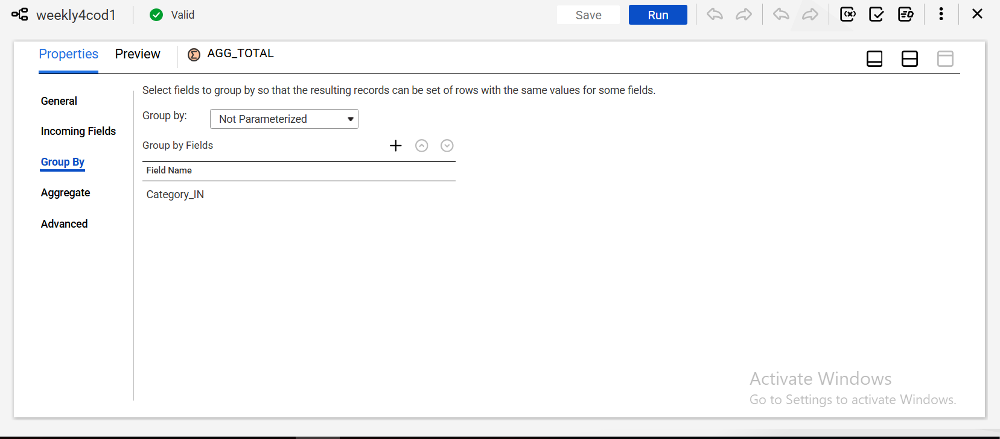 weekly4cod1
Valid
Save
Run
Properties
Preview
AGG_TOTAL
General
Incoming Fields
Group By
Aggregate
Advanced
Select fields to group by so that the resulting records can be set of rows with the same values for some fields.
Group by:
Not Parameterized
Group by Fields
Field Name
Category_IN
Activate Windows
Go to Settings to activate Windows.